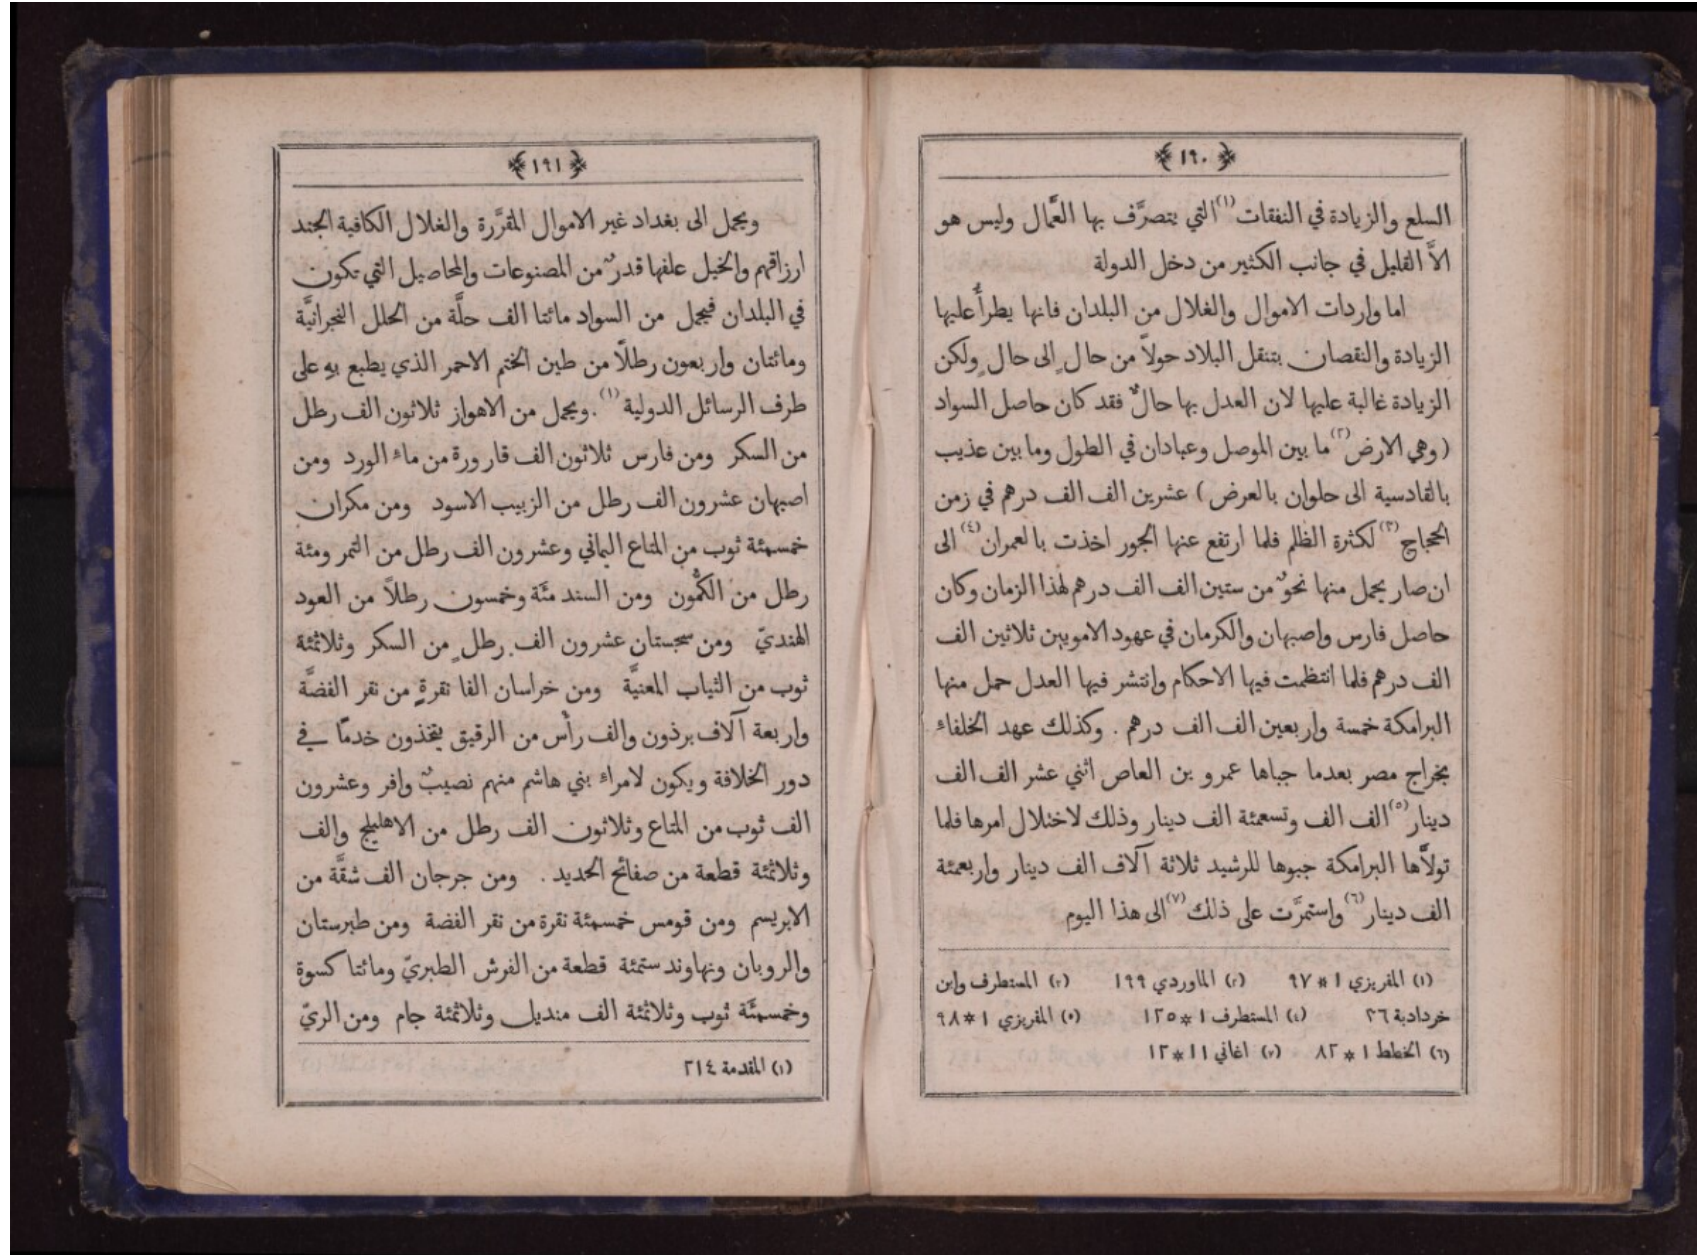 ﴿ ١٩٠ ﴾
السلع والزيادة في النفقات (١) التي يتصرَّف بها العمَّال وليس هو
الاَّ القليل في جانب الكثير من دخل الدولة
اما واردات الاموال والغلال من البلدان فانها يطرأُ عليها
الزيادة والنقصان بتنقل البلاد حولاً من حالٍ الى حالٍ ولكن
الزيادة غالبة عليها لان العدل بها حالٌّ فقد كان حاصل السواد
(وهي الارض (٢) ما بين الموصل وعبادان في الطول وما بين عذيب
بالقادسية الى حلوان بالعرض) عشرين الف الف درهم في زمن
الحجاج (٣) لكثرة الظلم فلما ارتفع عنها الجور اخذت بالعمران (٤) الى
ان صار يحمل منها نحوٌ من ستين الف الف درهم لهذا الزمان وكان
حاصل فارس واصبهان والكرمان في عهود الامويين ثلاثين الف
الف درهم فلما انتظمت فيها الاحكام وانتشر فيها العدل حمل منها
البرامكة خمسة واربعين الف الف درهم . وكذلك عهد الخلفاء
بخراج مصر بعدما جباها عمرو بن العاص اثني عشر الف الف
دينار (٥) الف الف وتسعمئة الف دينار وذلك لاختلال امرها فلما
تولاَّها البرامكة جبوها للرشيد ثلاثة آلاف الف دينار واربعمئة
الف دينار (٦) واستمرَّت على ذلك (٧) الى هذا اليوم
(١) المقريزي ١ * ٩٧ (٢) الماوردي ١٩٩ (٣) المستطرف وابن
خردادبة ٣٦ (٤) المستطرف ١ * ١٢٥ (٥) المقريزي ١ * ٩٨
(٦) الخطط ١ * ٨٢ (٧) اغاني ١١ * ١٢
﴿ ١٩١ ﴾
ويحمل الى بغداد غير الاموال المقرَّرة والغلال الكافية الجند
ارزاقهم والخيل علفها قدرٌ من المصنوعات والمحاصيل التي تكون
في البلدان فيحمل من السواد مائتا الف حلَّة من الحلل النجرانيَّة
ومائتان واربعون رطلاً من طين الختم الاحمر الذي يطبع بهِ على
طرف الرسائل الدولية (١) . ويحمل من الاهواز ثلاثون الف رطل
من السكر ومن فارس ثلاثون الف قارورة من ماء الورد ومن
اصبهان عشرون الف رطل من الزبيب الاسود ومن مكران
خمسمئة ثوب من المتاع اليماني وعشرون الف رطل من التمر ومئة
رطل من الكمُّون ومن السند مئة وخمسون رطلاً من العود
الهنديّ ومن سجستان عشرون الف رطلٍ من السكر وثلاثمئة
ثوب من الثياب المعنيَّة ومن خراسان الفا نقرةٍ من نقر الفضَّة
واربعة آلاف برذون والف رأس من الرقيق يتخذون خدمًا في
دور الخلافة ويكون لامراء بني هاشم منهم نصيبٌ وافر وعشرون
الف ثوب من المتاع وثلاثون الف رطل من الاهليلج والف
وثلاثمئة قطعة من صفائح الحديد . ومن جرجان الف شقَّة من
الابريسم ومن قومس خمسمئة نقرة من نقر الفضة ومن طبرستان
والرويان ونهاوند ستمئة قطعة من الفرش الطبريّ ومائتا كسوة
وخمسمئة ثوب وثلاثمئة الف منديل وثلاثمئة جام ومن الريّ
(١) المقدمة ٢١٤